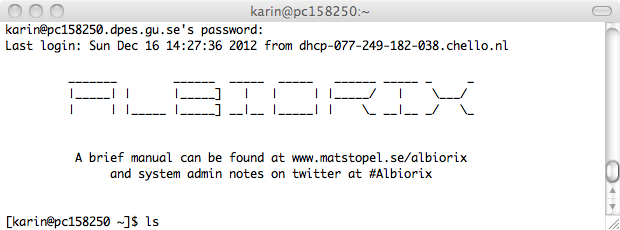 karin@pc158250:~
karin@pc158250.dpes.gu.se's password:
Last login: Sun Dec 16 14:27:36 2012 from dhcp-077-249-182-038.chello.nl
ALBIORIX
A brief manual can be found at www.matstopel.se/albiorix
and system admin notes on twitter at #Albiorix
[karin@pc158250 ~]$ ls